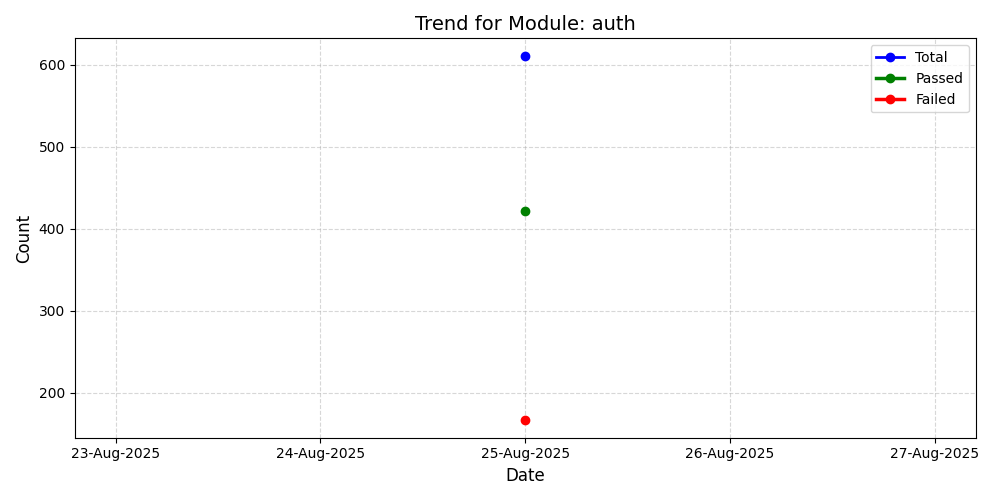 Trend for Module: auth
Total
Passed
Failed
600
500
400
300
200
Count
23-Aug-2025
24-Aug-2025
25-Aug-2025
26-Aug-2025
27-Aug-2025
Date